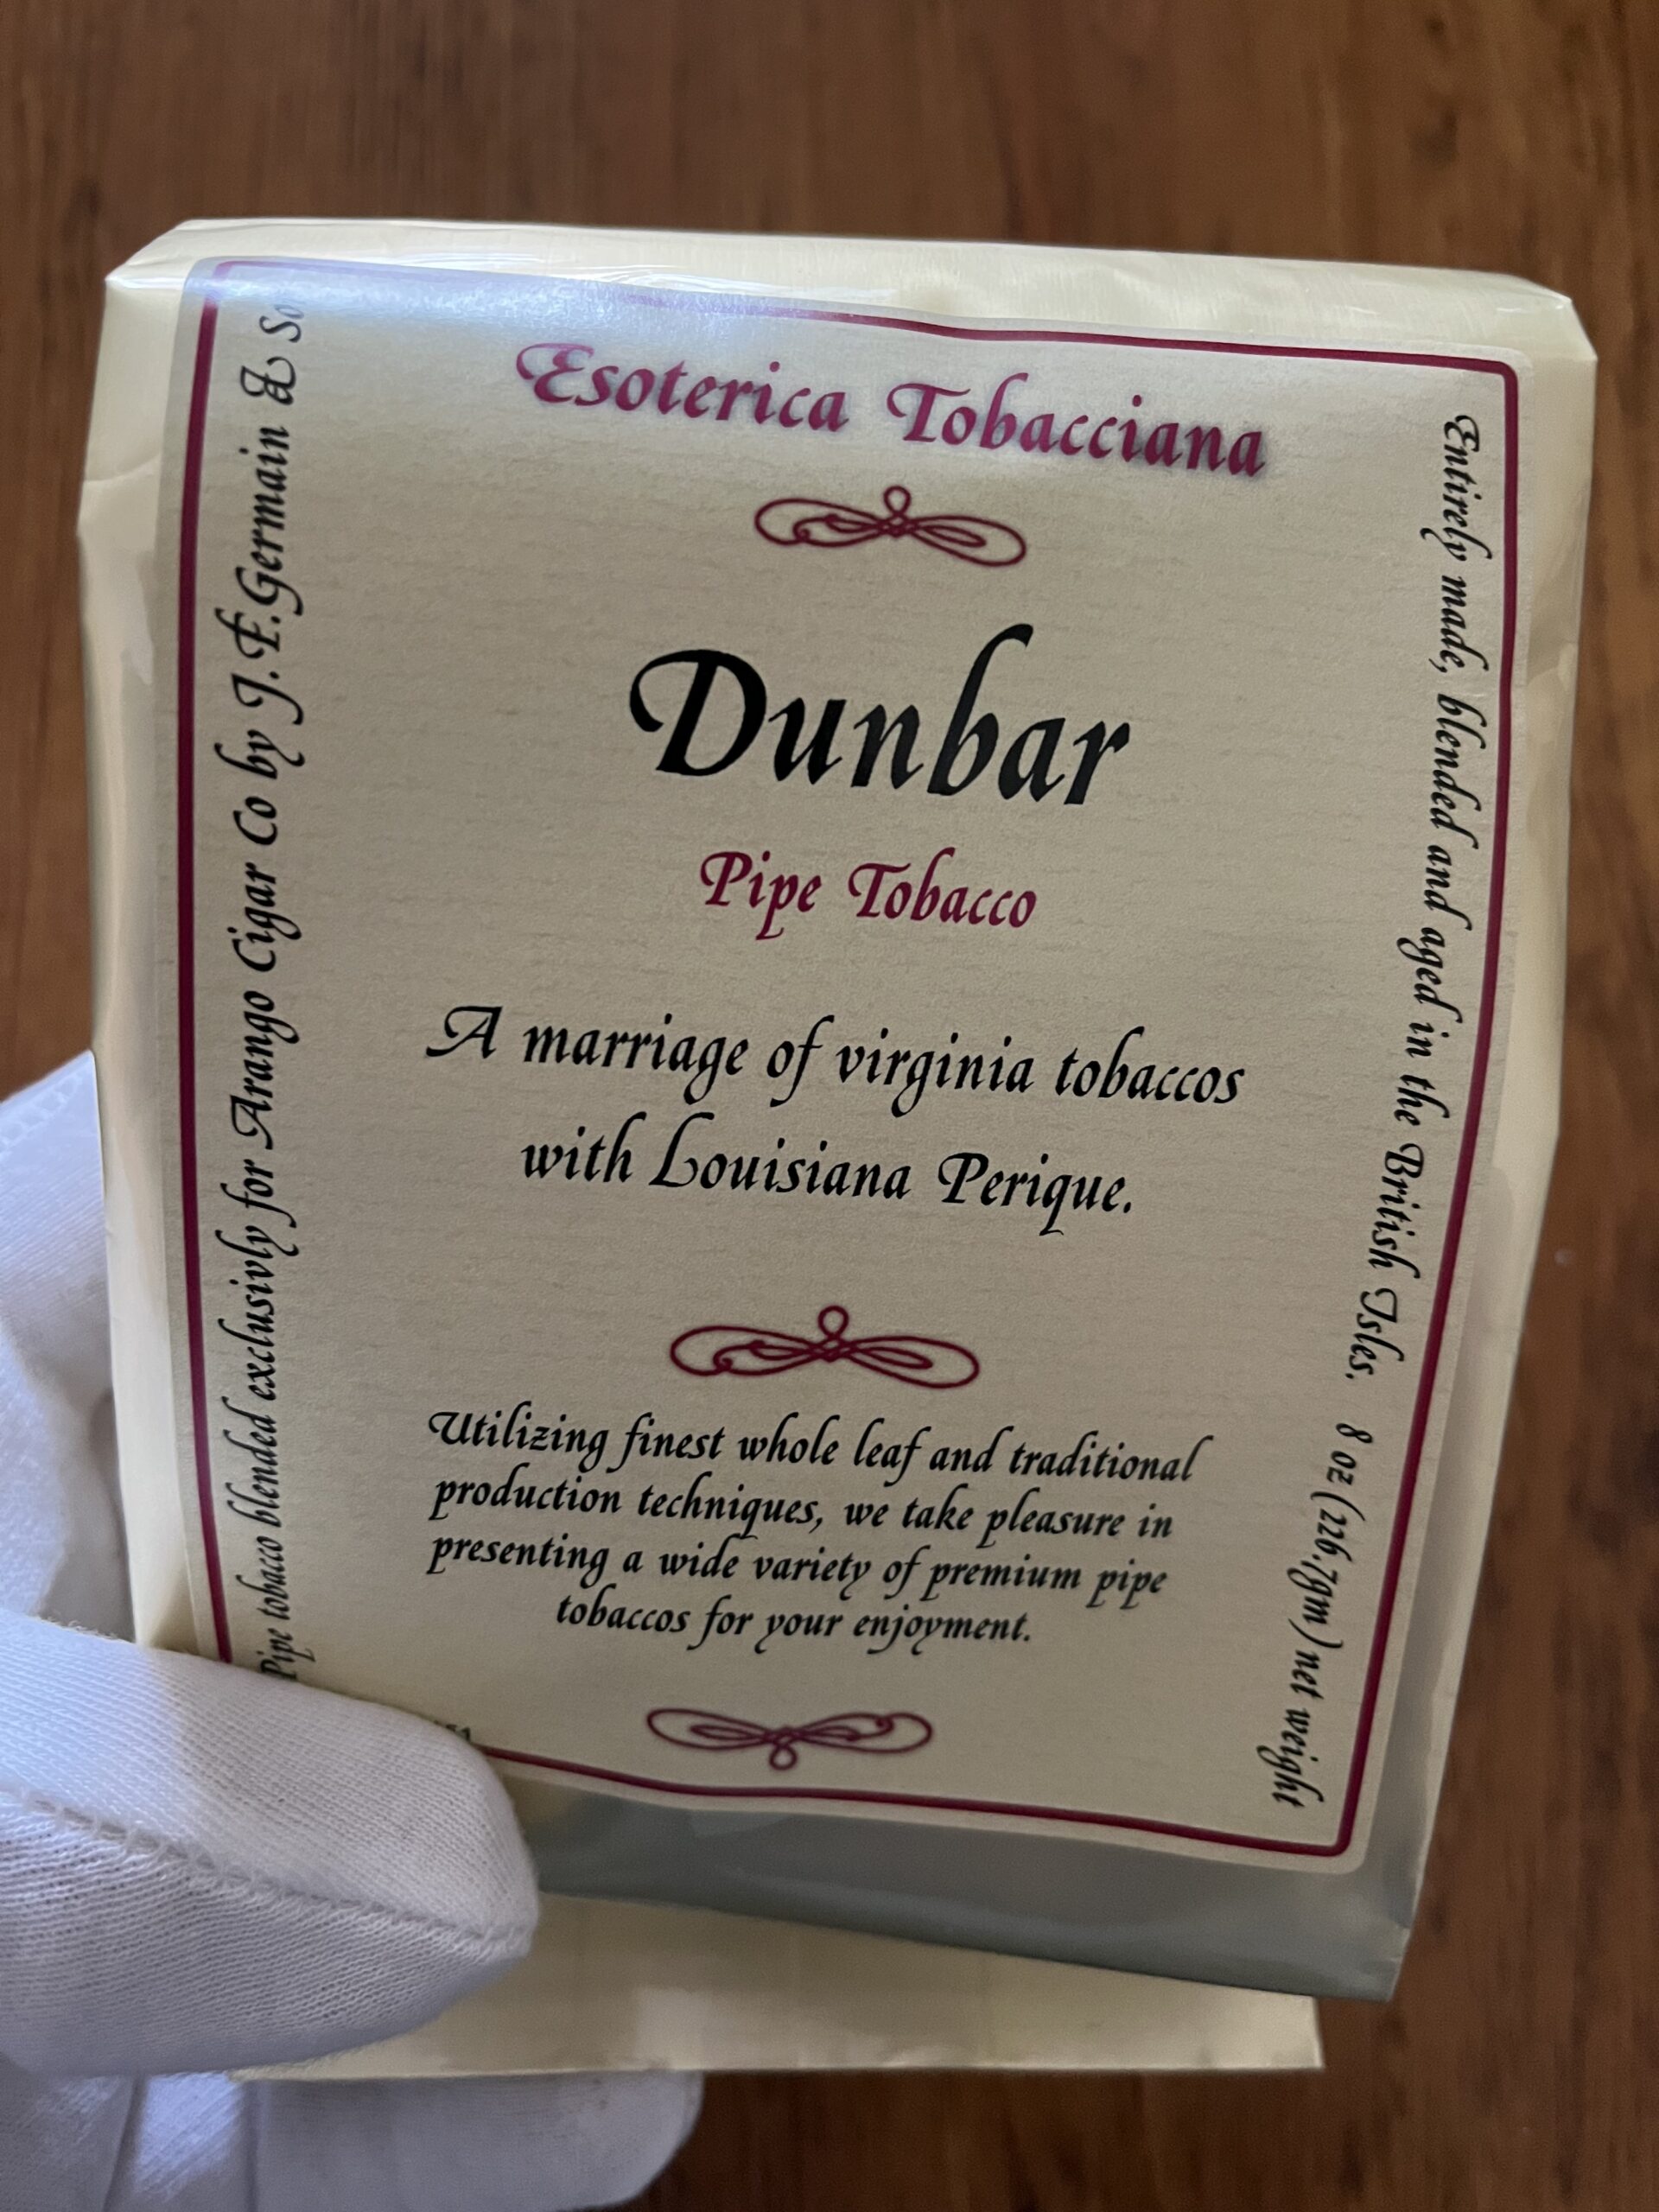 Esoterica Tobacciana
Dunbar
Pipe Tobacco
A marriage of virginia tobaccos
with Louisiana Perique.
Utilizing finest whole leaf and traditional
production techniques, we take pleasure in
presenting a wide variety of premium pipe
tobaccos for your enjoyment.
Pipe tobacco blended exclusivly for Arango Cigar Co by J.F.Germain &
Entirely made, blended and aged in the British Isles. 8 oz (226.7gm) net weight